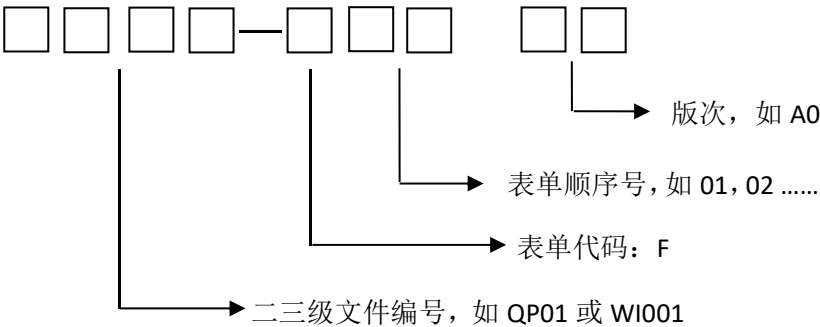 版次，如 A0
表单顺序号，如 01，02 ......
表单代码：F
二三级文件编号，如 QP01 或 WI001